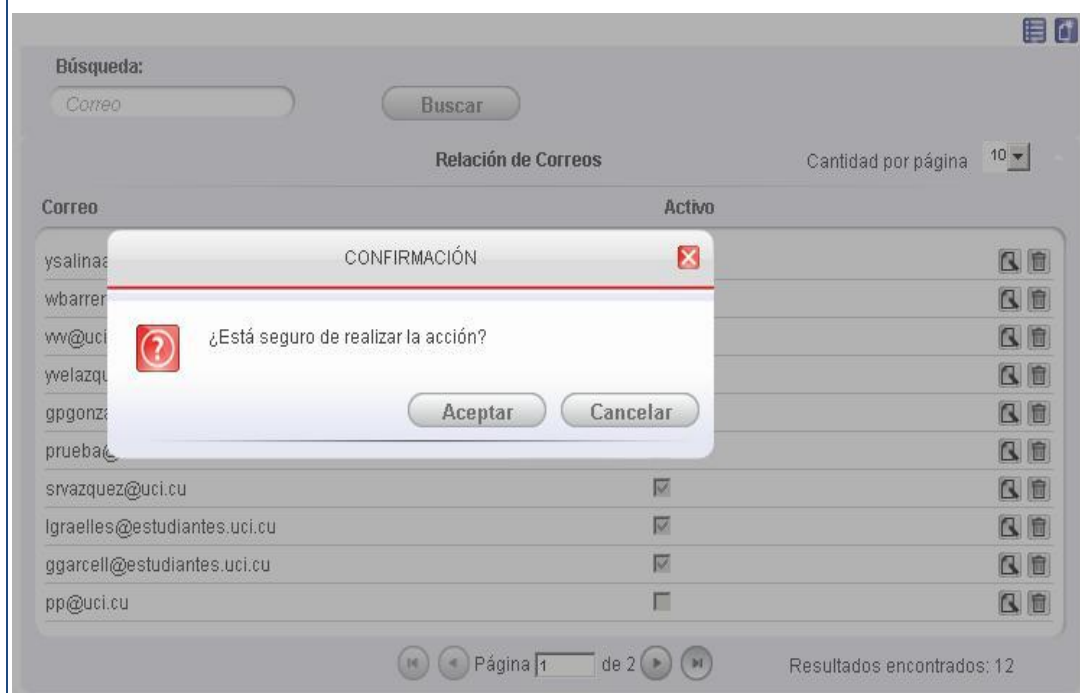 Búsqueda:
Correo
Buscar
Relación de Correos
Cantidad por página 10
Correo Activo
CONFIRMACIÓN
¿Está seguro de realizar la acción?
Aceptar Cancelar
srvazquez@uci.cu
lgraelles@estudiantes.uci.cu
ggarcell@estudiantes.uci.cu
pp@uci.cu
Página 1 de 2
Resultados encontrados: 12